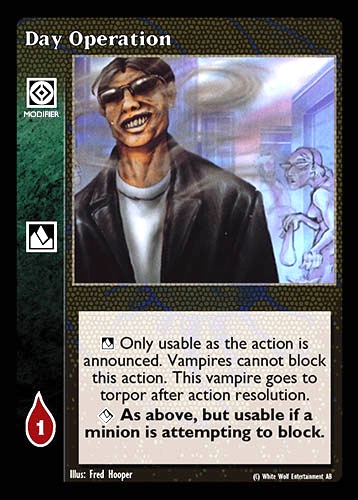 Day Operation
MODIFIER
Only usable as the action is
announced. Vampires cannot block
this action. This vampire goes to
torpor after action resolution.
As above, but usable if a
minion is attempting to block.
1
Illus: Fred Hooper
(C) White Wolf Entertainment AB